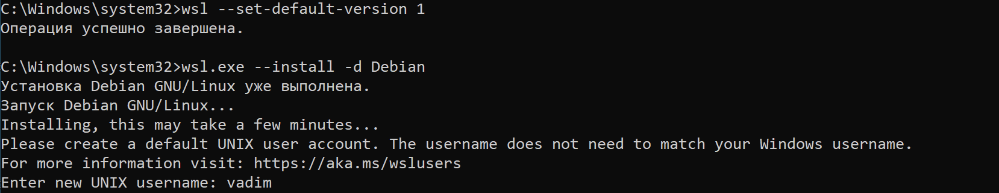 C:\Windows\system32>wsl --set-default-version 1
Операция успешно завершена.
C:\Windows\system32>wsl.exe --install -d Debian
Установка Debian GNU/Linux уже выполнена.
Запуск Debian GNU/Linux...
Installing, this may take a few minutes...
Please create a default UNIX user account. The username does not need to match your Windows username.
For more information visit: https://aka.ms/wslusers
Enter new UNIX username: vadim